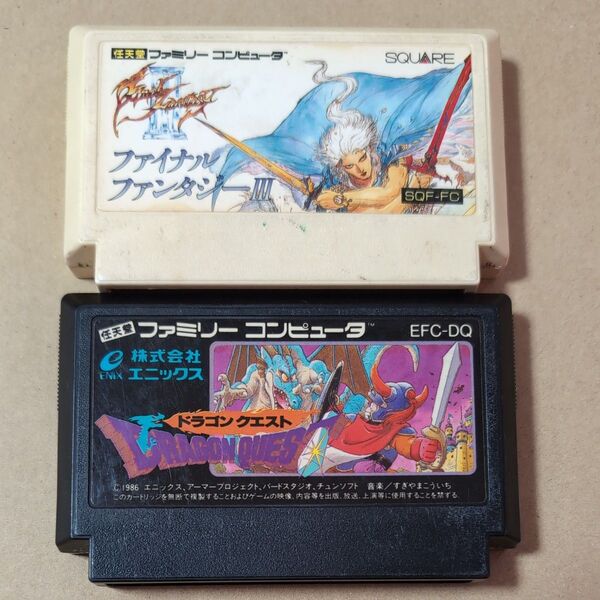 任天堂 ファミリー コンピュータ™
SQUARE
Final Fantasy
III
ファイナル
ファンタジーIII
SQF-FC
任天堂 ファミリー コンピュータ™
EFC-DQ
e ENIX
株式会社
エニックス
ドラゴンクエスト
DRAGON QUEST
©1986 エニックス、アーマープロジェクト、バードスタジオ、チュンソフト 音楽／すぎやまこういち
このカートリッジを無断で複製することおよびゲームの映像、内容等を出版、放送、上演等に使用することを禁ずる。